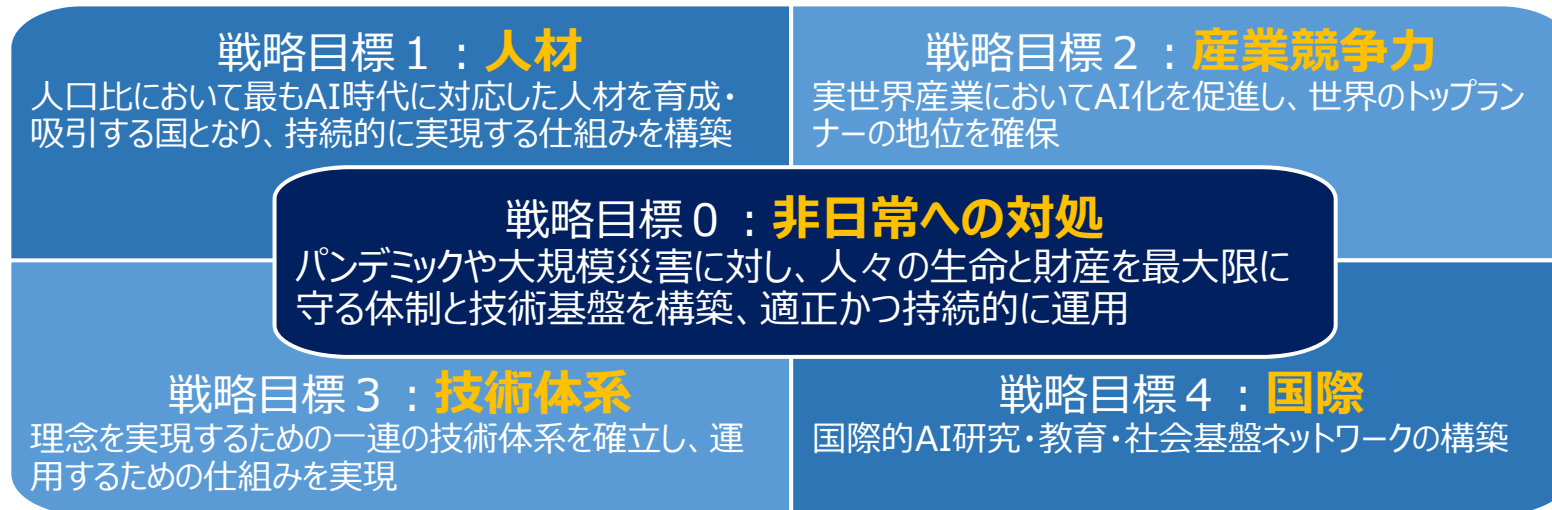 戦略目標1：人材
人口比において最もAI時代に対応した人材を育成・
吸引する国となり、持続的に実現する仕組みを構築
戦略目標2：産業競争力
実世界産業においてAI化を促進し、世界のトップラン
ナーの地位を確保
戦略目標0：非日常への対処
パンデミックや大規模災害に対し、人々の生命と財産を最大限に
守る体制と技術基盤を構築、適正かつ持続的に運用
戦略目標3：技術体系
理念を実現するための一連の技術体系を確立し、運
用するための仕組みを実現
戦略目標4：国際
国際的AI研究・教育・社会基盤ネットワークの構築